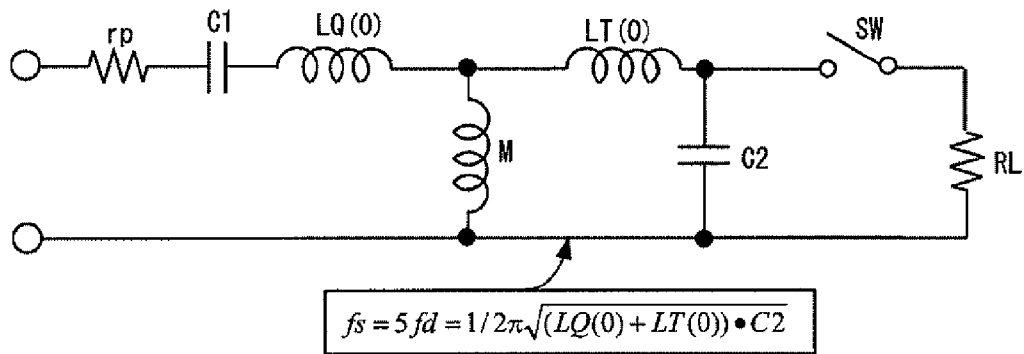 rp
C1
LQ(0)
LT(0)
SW
M
C2
RL
fs = 5 fd = 1/2π√(LQ(0) + LT(0)) • C2